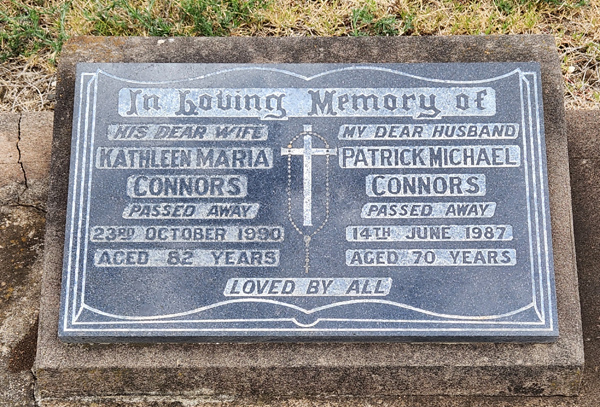 In Loving Memory of
HIS DEAR WIFE
KATHLEEN MARIA
CONNORS
PASSED AWAY
23RD OCTOBER 1990
AGED 82 YEARS
MY DEAR HUSBAND
PATRICK MICHAEL
CONNORS
PASSED AWAY
14TH JUNE 1987
AGED 70 YEARS
LOVED BY ALL